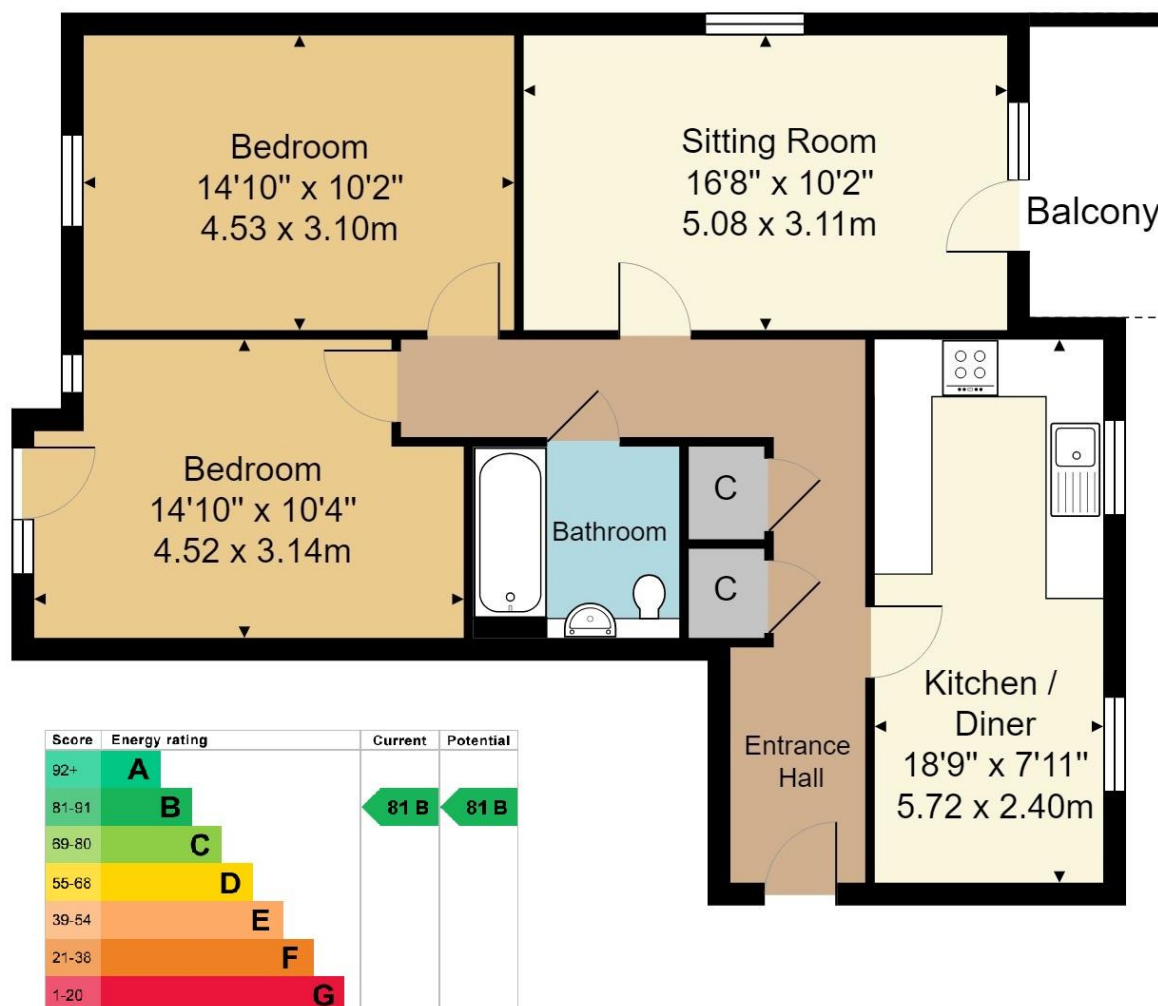 Bedroom
14'10" x 10'2"
4.53 x 3.10m
Sitting Room
16'8" x 10'2"
5.08 x 3.11m
Balcony
Bedroom
14'10" x 10'4"
4.52 x 3.14m
Bathroom
C
C
Kitchen /
Diner
18'9" x 7'11"
5.72 x 2.40m
Entrance
Hall
Score Energy rating Current Potential
92+ A
81-91 B 81 B 81 B
69-80 C
55-68 D
39-54 E
21-38 F
1-20 G